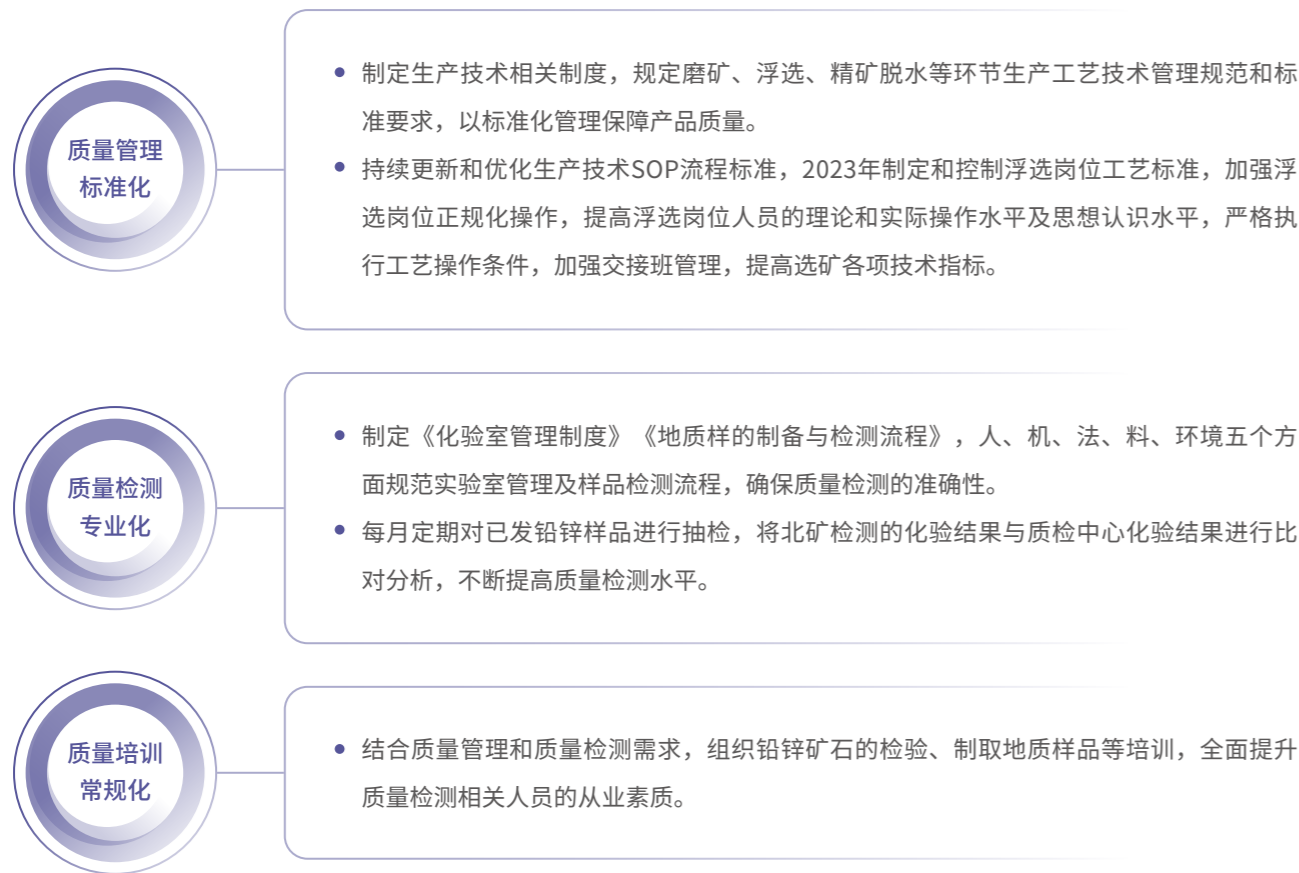 质量管理
标准化
制定生产技术相关制度，规定磨矿、浮选、精矿脱水等环节生产工艺技术管理规范和标
准要求，以标准化管理保障产品质量。
持续更新和优化生产技术SOP流程标准，2023年制定和控制浮选岗位工艺标准，加强浮
选岗位正规化操作，提高浮选岗位人员的理论和实际操作水平及思想认识水平，严格执
行工艺操作条件，加强交接班管理，提高选矿各项技术指标。
质量检测
专业化
制定《化验室管理制度》《地质样的制备与检测流程》，人、机、法、料、环境五个方
面规范实验室管理及样品检测流程，确保质量检测的准确性。
每月定期对已发铅锌样品进行抽检，将北矿检测的化验结果与质检中心化验结果进行比
对分析，不断提高质量检测水平。
质量培训
常规化
结合质量管理和质量检测需求，组织铅锌矿石的检验、制取地质样品等培训，全面提升
质量检测相关人员的从业素质。